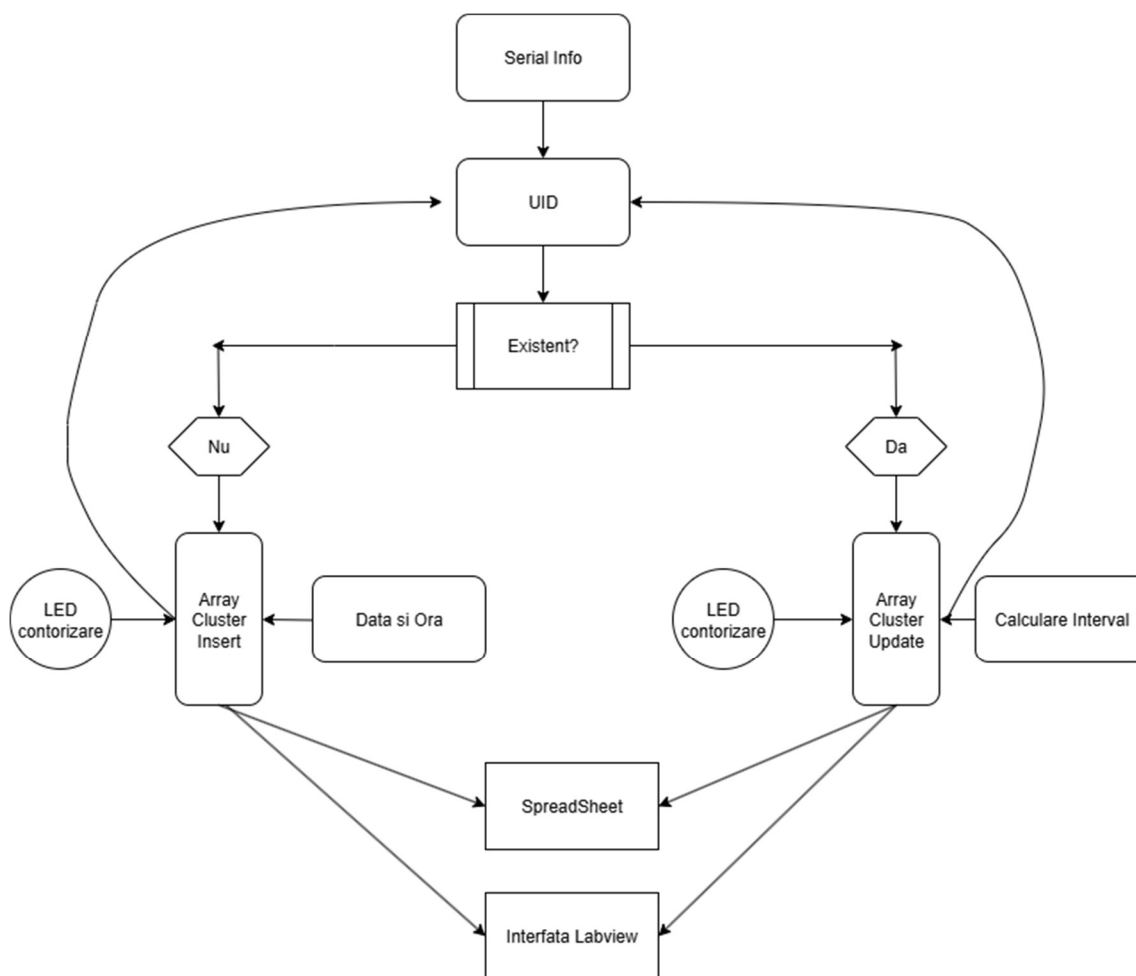 Serial Info
UID
Existent?
Nu
Da
LED
contorizare
Array
Cluster
Insert
Data si Ora
LED
contorizare
Array
Cluster
Update
Calculare Interval
SpreadSheet
Interfata Labview